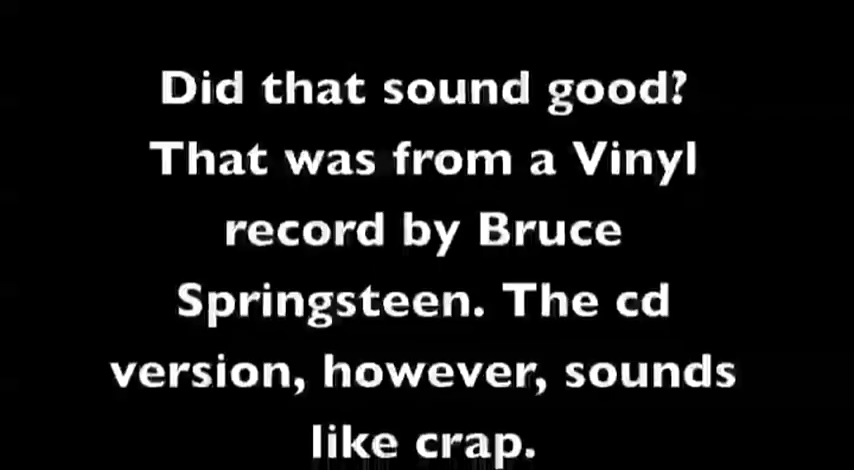 Did that sound good?
That was from a Vinyl
record by Bruce
Springsteen. The cd
version, however, sounds
like crap.